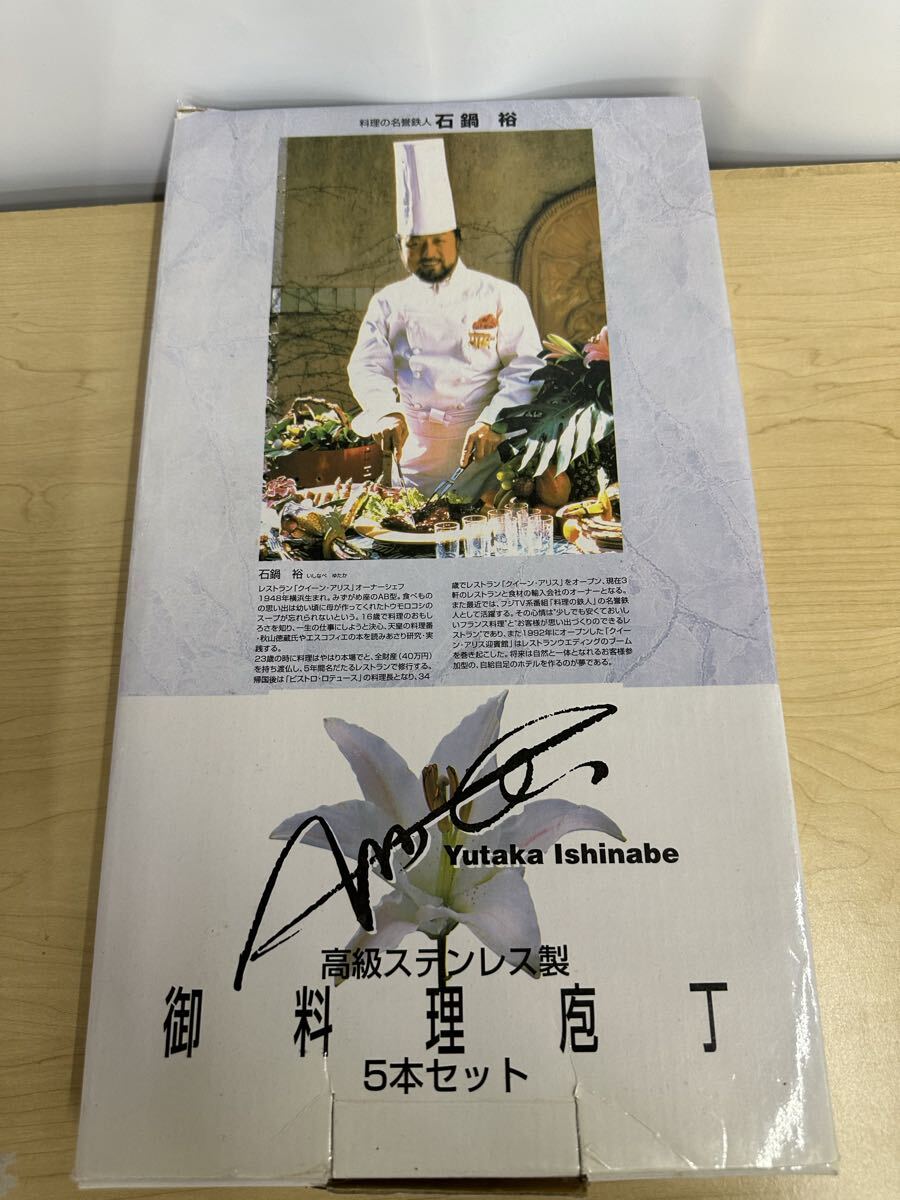 料理の名誉鉄人 石鍋 裕
石鍋 裕 いしなべ ゆたか
レストラン「クイーン・アリス」オーナーシェフ
1948年横浜生まれ。みずがめ座のAB型。食べもの
の思い出は幼い頃に母が作ってくれたトウモロコシの
スープが忘れられないという。16歳で料理のおもし
ろさを知り、一生の仕事にしようと決心、天皇の料理番
・秋山徳蔵氏やエスコフィエの本を読みあさり研究・実
践する。
23歳の時に料理はやはり本場でと、全財産(40万円)
を持ち渡仏し、5年間名だたるレストランで修行する。
帰国後は「ビストロ・ロテュース」の料理長となり、34
歳でレストラン「クイーン・アリス」をオープン、現在3
軒のレストランと食材の輸入会社のオーナーとなる。
また最近では、フジTV系番組「料理の鉄人」の名誉鉄
人として活躍する。その心情は"少しでも安くておいし
いフランス料理"と"お客様が思い出づくりのできるレ
ストラン"であり、また1992年にオープンした「クイー
ン・アリス迎賓館」はレストランウエディングのブーム
を巻き起こした。将来は自然と一体となれるお客様参
加型の、自給自足のホテルを作るのが夢である。
Yutaka Ishinabe
高級ステンレス製
御料理庖丁
5本セット